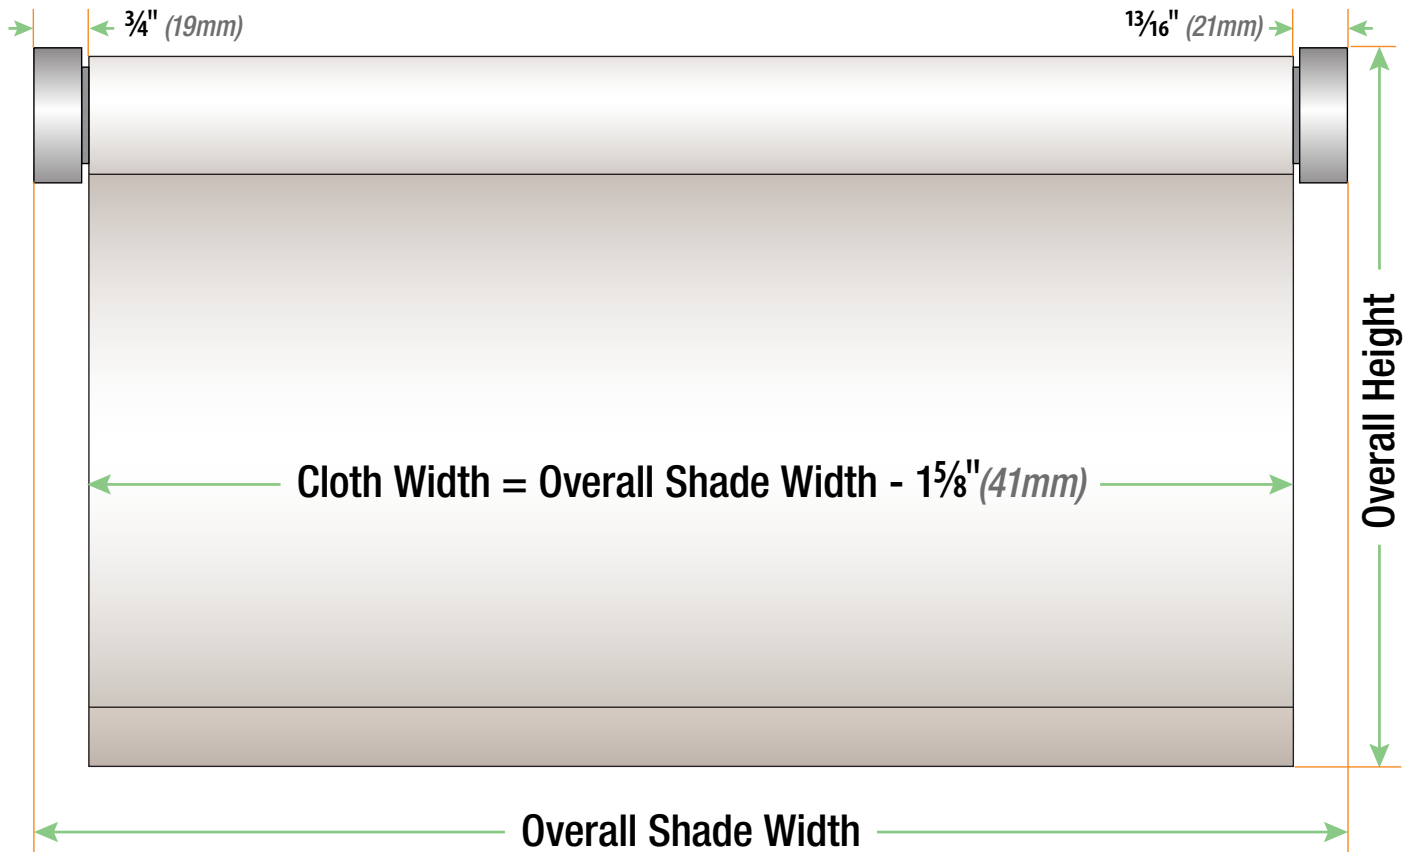 ¾" (19mm)
13⁄16" (21mm)
Overall Height
Cloth Width = Overall Shade Width - 1⅝"(41mm)
Overall Shade Width